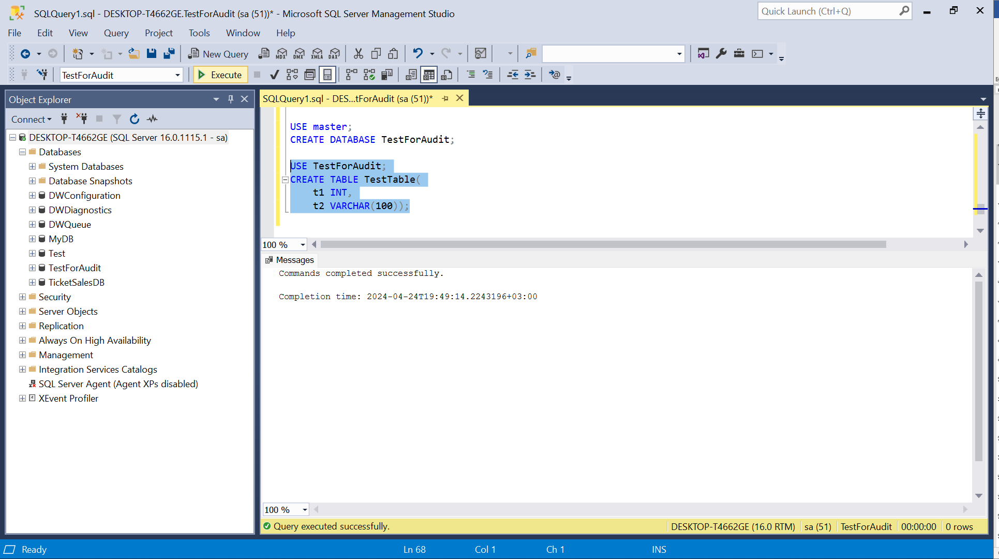 SQLQuery1.sql - DESKTOP-T4662GE.TestForAudit (sa (51))* - Microsoft SQL Server Management Studio
Quick Launch (Ctrl+Q)
File Edit View Query Project Tools Window Help
New Query MDX DMX XMLA DAX
TestForAudit
Execute
Object Explorer
Connect
DESKTOP-T4662GE (SQL Server 16.0.1115.1 - sa)
Databases
System Databases
Database Snapshots
DWConfiguration
DWDiagnostics
DWQueue
MyDB
Test
TestForAudit
TicketSalesDB
Security
Server Objects
Replication
Always On High Availability
Management
Integration Services Catalogs
SQL Server Agent (Agent XPs disabled)
XEvent Profiler
SQLQuery1.sql - DES...tForAudit (sa (51))*
USE master;
CREATE DATABASE TestForAudit;
USE TestForAudit;
CREATE TABLE TestTable(
t1 INT,
t2 VARCHAR(100));
100 %
Messages
Commands completed successfully.
Completion time: 2024-04-24T19:49:14.2243196+03:00
100 %
Query executed successfully.
DESKTOP-T4662GE (16.0 RTM) sa (51) TestForAudit 00:00:00 0 rows
Ready Ln 68 Col 1 Ch 1 INS